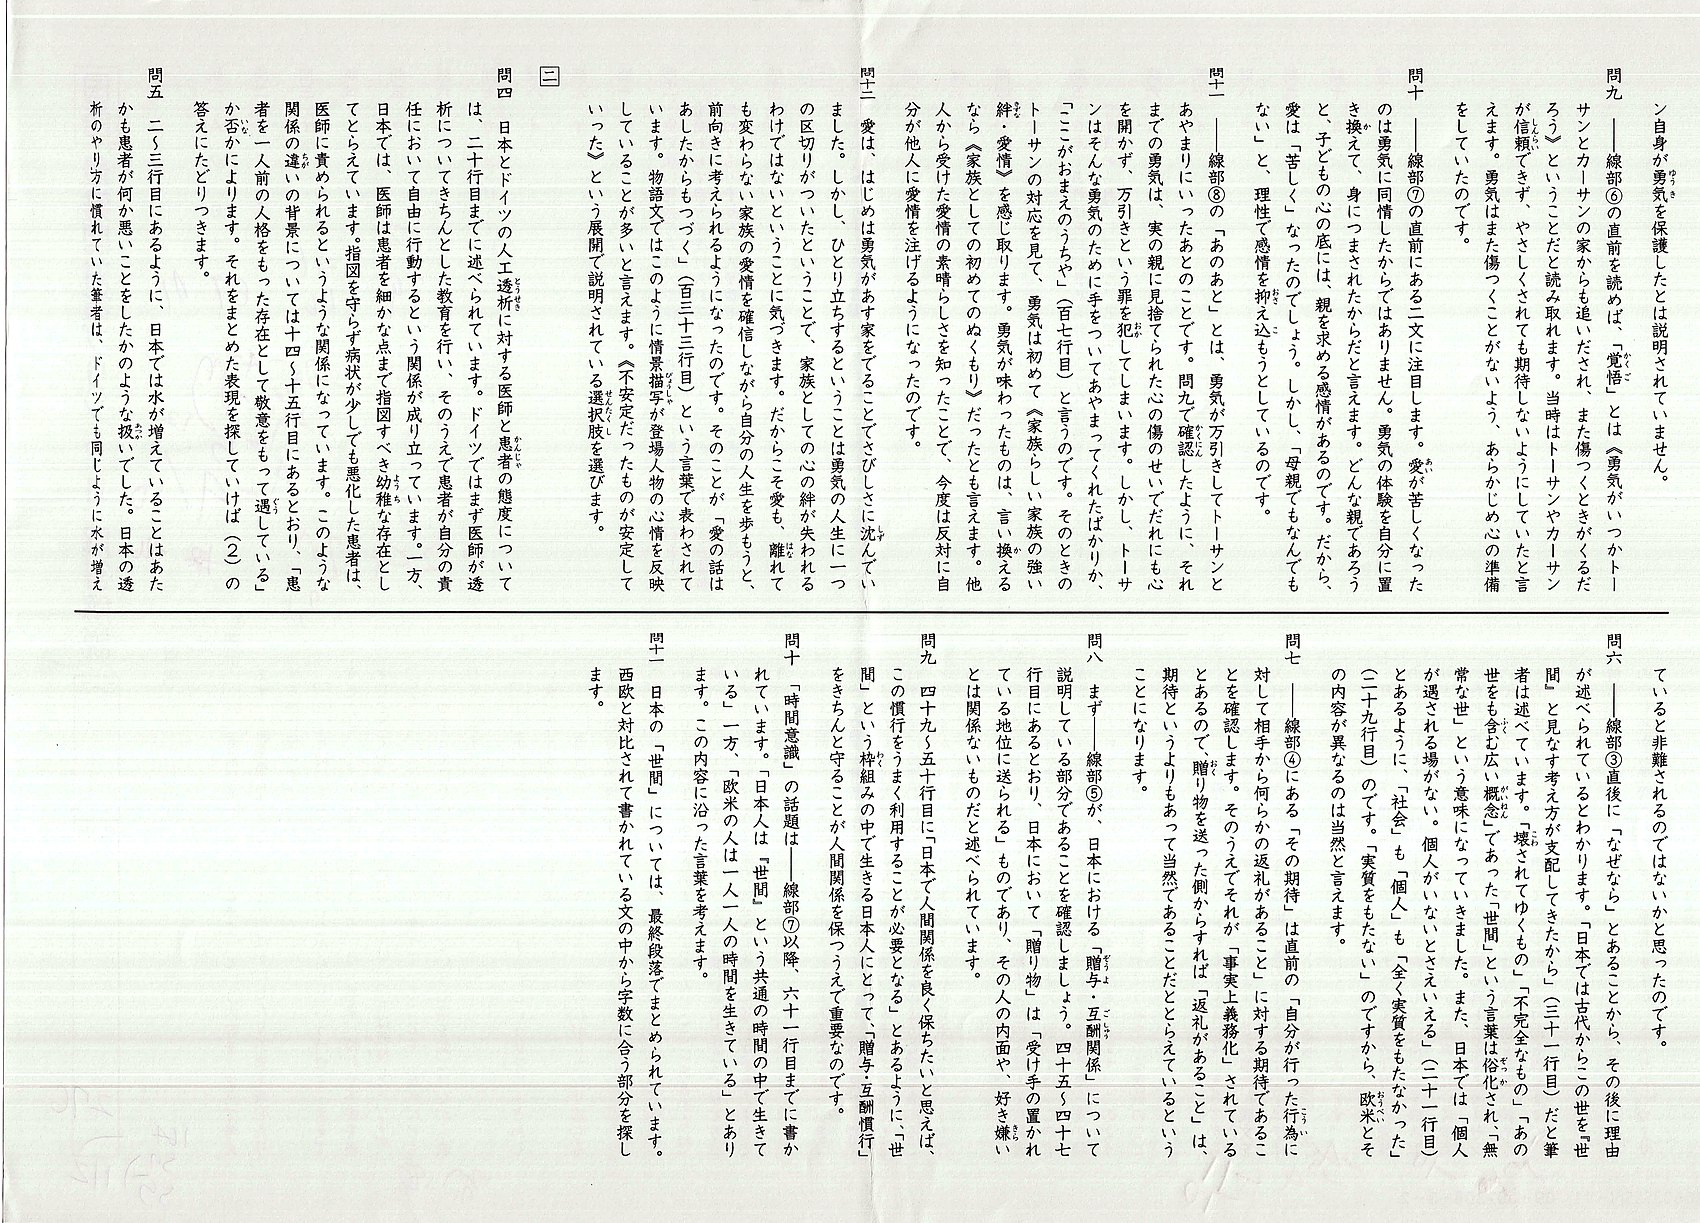 ン自身が勇気を保護したとは説明されていません。
問九 ――線部⑥の直前を読めば、「覚悟」とは《勇気がいつかトー
サンとカーサンの家からも追いだされ、また傷つくときがくるだ
ろう》ということだと読み取れます。当時はトーサンやカーサン
が信頼できず、やさしくされても期待しないようにしていたと言
えます。勇気はまた傷つくことがないよう、あらかじめ心の準備
をしていたのです。
問十 ――線部⑦の直前にある二文に注目します。愛が苦しくなった
のは勇気に同情したからではありません。勇気の体験を自分に置
き換えて、身につまされたからだと言えます。どんな親であろう
と、子どもの心の底には、親を求める感情があるのです。だから、
愛は「苦しく」なったのでしょう。しかし、「母親でもなんでも
ない」と、理性で感情を抑え込もうとしているのです。
問十一 ――線部⑧の「あのあと」とは、勇気が万引きしてトーサンと
あやまりにいったあとのことです。問九で確認したように、それ
までの勇気は、実の親に見捨てられた心の傷のせいでだれにも心
を開かず、万引きという罪を犯してしまいます。しかし、トーサ
ンはそんな勇気のために手をついてあやまってくれたばかりか、
「ここがおまえのうちや」（百七行目）と言うのです。そのときの
トーサンの対応を見て、勇気は初めて《家族らしい家族の強い
絆・愛情》を感じ取ります。勇気が味わったものは、言い換える
なら《家族としての初めてのぬくもり》だったとも言えます。他
人から受けた愛情の素晴らしさを知ったことで、今度は反対に自
分が他人に愛情を注げるようになったのです。
問十二 愛は、はじめは勇気があす家をでることでさびしさに沈んでい
ました。しかし、ひとり立ちするということは勇気の人生に一つ
の区切りがついたということで、家族としての心の絆が失われる
わけではないということに気づきます。だからこそ愛も、離れて
も変わらない家族の愛情を確信しながら自分の人生を歩もうと、
前向きに考えられるようになったのです。そのことが「愛の話は
あしたからもつづく」（百三十三行目）という言葉で表わされて
います。物語文ではこのように情景描写が登場人物の心情を反映
していることが多いと言えます。《不安定だったものが安定して
いった》という展開で説明されている選択肢を選びます。
二
問四 日本とドイツの人工透析に対する医師と患者の態度について
は、二十行目までに述べられています。ドイツではまず医師が透
析についてきちんとした教育を行い、そのうえで患者が自分の責
任において自由に行動するという関係が成り立っています。一方、
日本では、医師は患者を細かな点まで指図すべき幼稚な存在とし
てとらえています。指図を守らず病状が少しでも悪化した患者は、
医師に責められるというような関係になっています。このような
関係の違いの背景については十四～十五行目にあるとおり、「患
者を一人前の人格をもった存在として敬意をもって遇している」
か否かによります。それをまとめた表現を探していけば（２）の
答えにたどりつきます。
問五 二～三行目にあるように、日本では水が増えていることはあた
かも患者が何か悪いことをしたかのような扱いでした。日本の透
析のやり方に慣れていた筆者は、ドイツでも同じように水が増え
ていると非難されるのではないかと思ったのです。
問六 ――線部③直後に「なぜなら」とあることから、その後に理由
が述べられているとわかります。「日本では古代からこの世を『世
間』と見なす考え方が支配してきたから」（三十一行目）だと筆
者は述べています。「壊されてゆくもの」「不完全なもの」「あの
世をも含む広い概念」であった「世間」という言葉は俗化され、「無
常な世」という意味になっていきました。また、日本では「個人
が遇される場がない。個人がいないとさえいえる」（二十一行目）
とあるように、「社会」も「個人」も「全く実質をもたなかった」
（二十九行目）のです。「実質をもたない」のですから、欧米とそ
の内容が異なるのは当然と言えます。
問七 ――線部④にある「その期待」は直前の「自分が行った行為に
対して相手から何らかの返礼があること」に対する期待であるこ
とを確認します。そのうえでそれが「事実上義務化」されている
とあるので、贈り物を送った側からすれば「返礼があること」は、
期待というよりもあって当然であることだととらえているという
ことになります。
問八 まず――線部⑤が、日本における「贈与・互酬関係」について
説明している部分であることを確認しましょう。四十五～四十七
行目にあるとおり、日本において「贈り物」は「受け手の置かれ
ている地位に送られる」ものであり、その人の内面や、好き嫌い
とは関係ないものだと述べられています。
問九 四十九～五十行目に「日本で人間関係を良く保ちたいと思えば、
この慣行をうまく利用することが必要となる」とあるように、「世
間」という枠組みの中で生きる日本人にとって、「贈与・互酬慣行」
をきちんと守ることが人間関係を保つうえで重要なのです。
問十 「時間意識」の話題は――線部⑦以降、六十一行目までに書か
れています。「日本人は『世間』という共通の時間の中で生きて
いる」一方、「欧米の人は一人一人の時間を生きている」とあり
ます。この内容に沿った言葉を考えます。
問十一 日本の「世間」については、最終段落でまとめられています。
西欧と対比されて書かれている文の中から字数に合う部分を探し
ます。